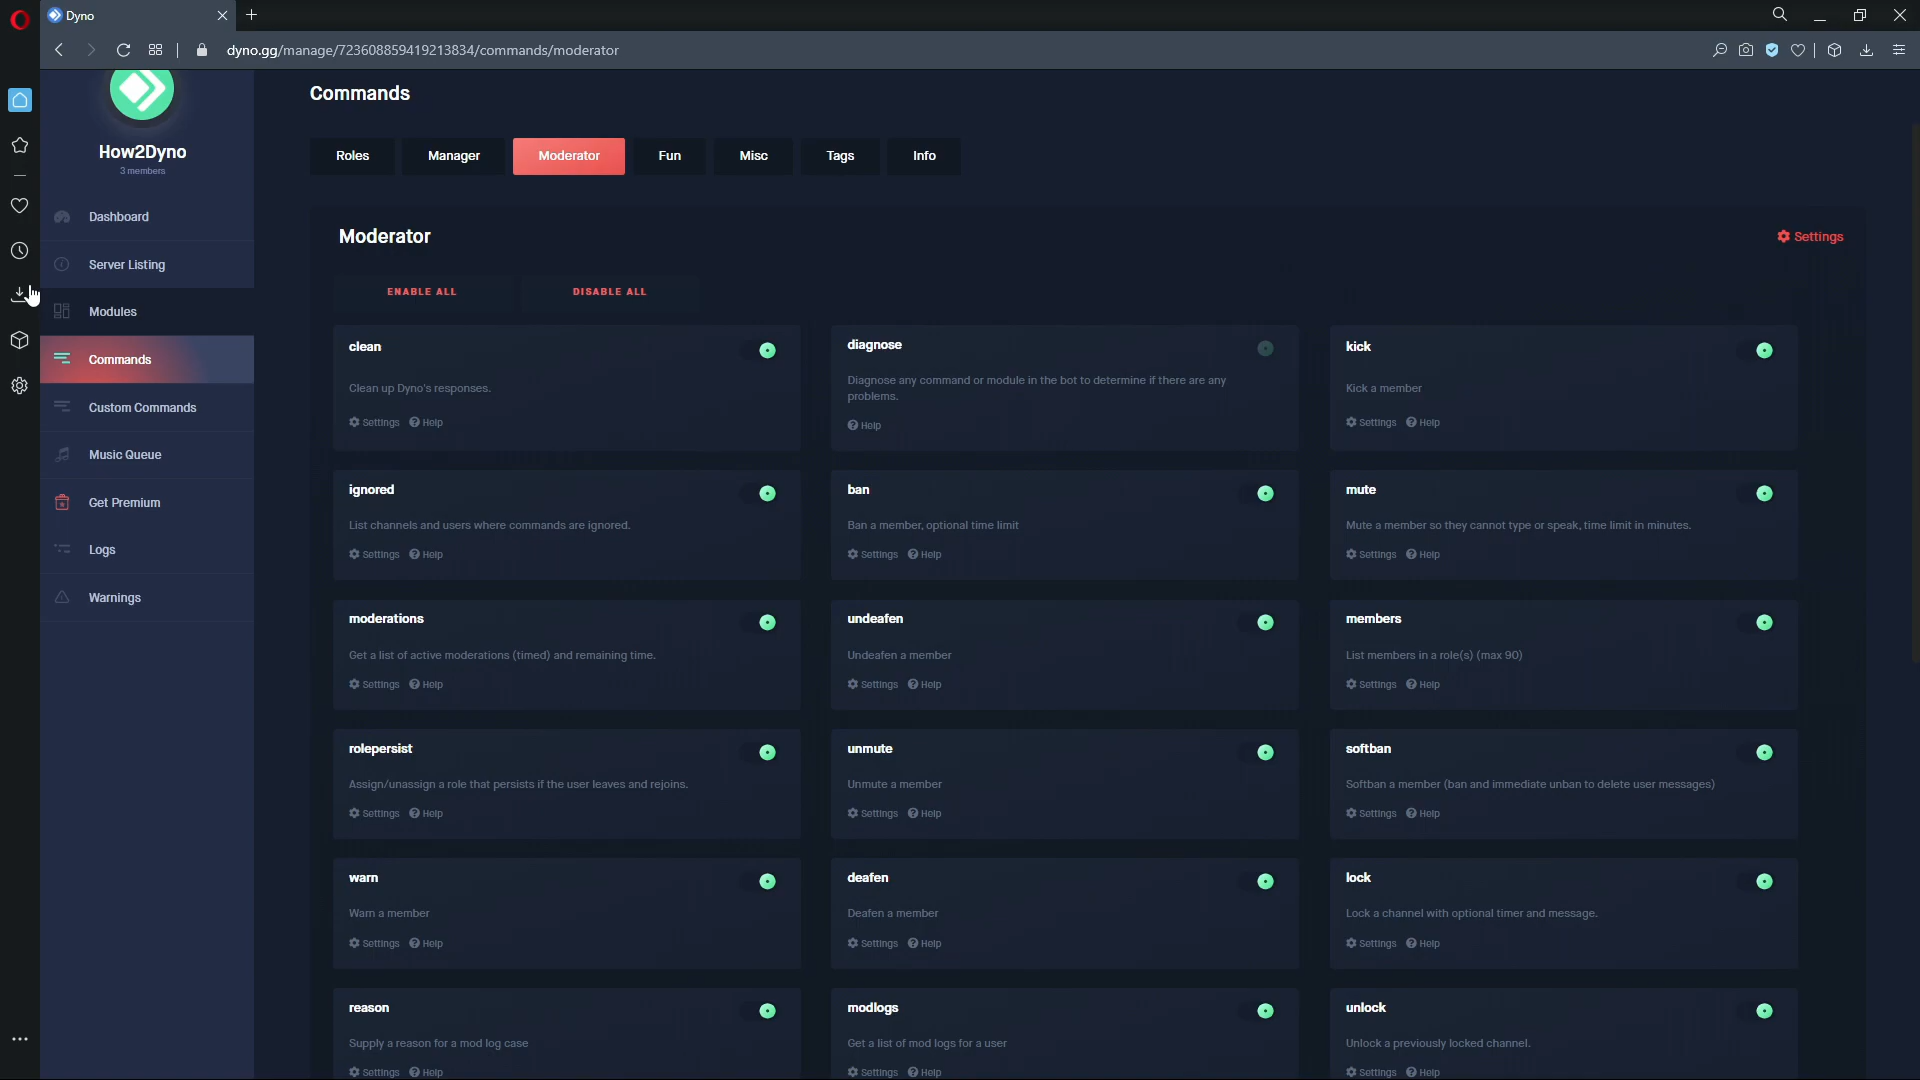 Dyno
dyno.gg/manage/723608859419213834/commands/moderator
How2Dyno
3 members
Dashboard
Server Listing
Modules
Commands
Custom Commands
Music Queue
Get Premium
Logs
Warnings
Commands
Roles Manager Moderator Fun Misc Tags Info
Moderator
Settings
ENABLE ALL DISABLE ALL
clean
Clean up Dyno's responses.
Settings Help
diagnose
Diagnose any command or module in the bot to determine if there are any
problems.
Help
kick
Kick a member
Settings Help
ignored
List channels and users where commands are ignored.
Settings Help
ban
Ban a member, optional time limit
Settings Help
mute
Mute a member so they cannot type or speak, time limit in minutes.
Settings Help
moderations
Get a list of active moderations (timed) and remaining time.
Settings Help
undeafen
Undeafen a member
Settings Help
members
List members in a role(s) (max 90)
Settings Help
rolepersist
Assign/unassign a role that persists if the user leaves and rejoins.
Settings Help
unmute
Unmute a member
Settings Help
softban
Softban a member (ban and immediate unban to delete user messages)
Settings Help
warn
Warn a member
Settings Help
deafen
Deafen a member
Settings Help
lock
Lock a channel with optional timer and message.
Settings Help
reason
Supply a reason for a mod log case
Settings Help
modlogs
Get a list of mod logs for a user
Settings Help
unlock
Unlock a previously locked channel.
Settings Help